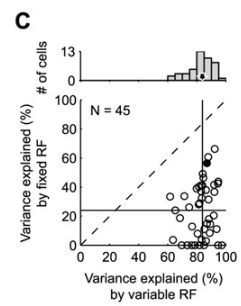 C
# of cells
13
0
Variance explained (%)
by fixed RF
100
80
60
40
20
0
N = 45
0 20 40 60 80 100
Variance explained (%)
by variable RF